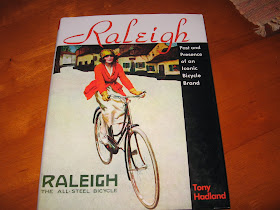 Raleigh
Past and
Presence
of an
Iconic
Bicycle
Brand
RALEIGH
THE ALL-STEEL BICYCLE
Tony
Hadland